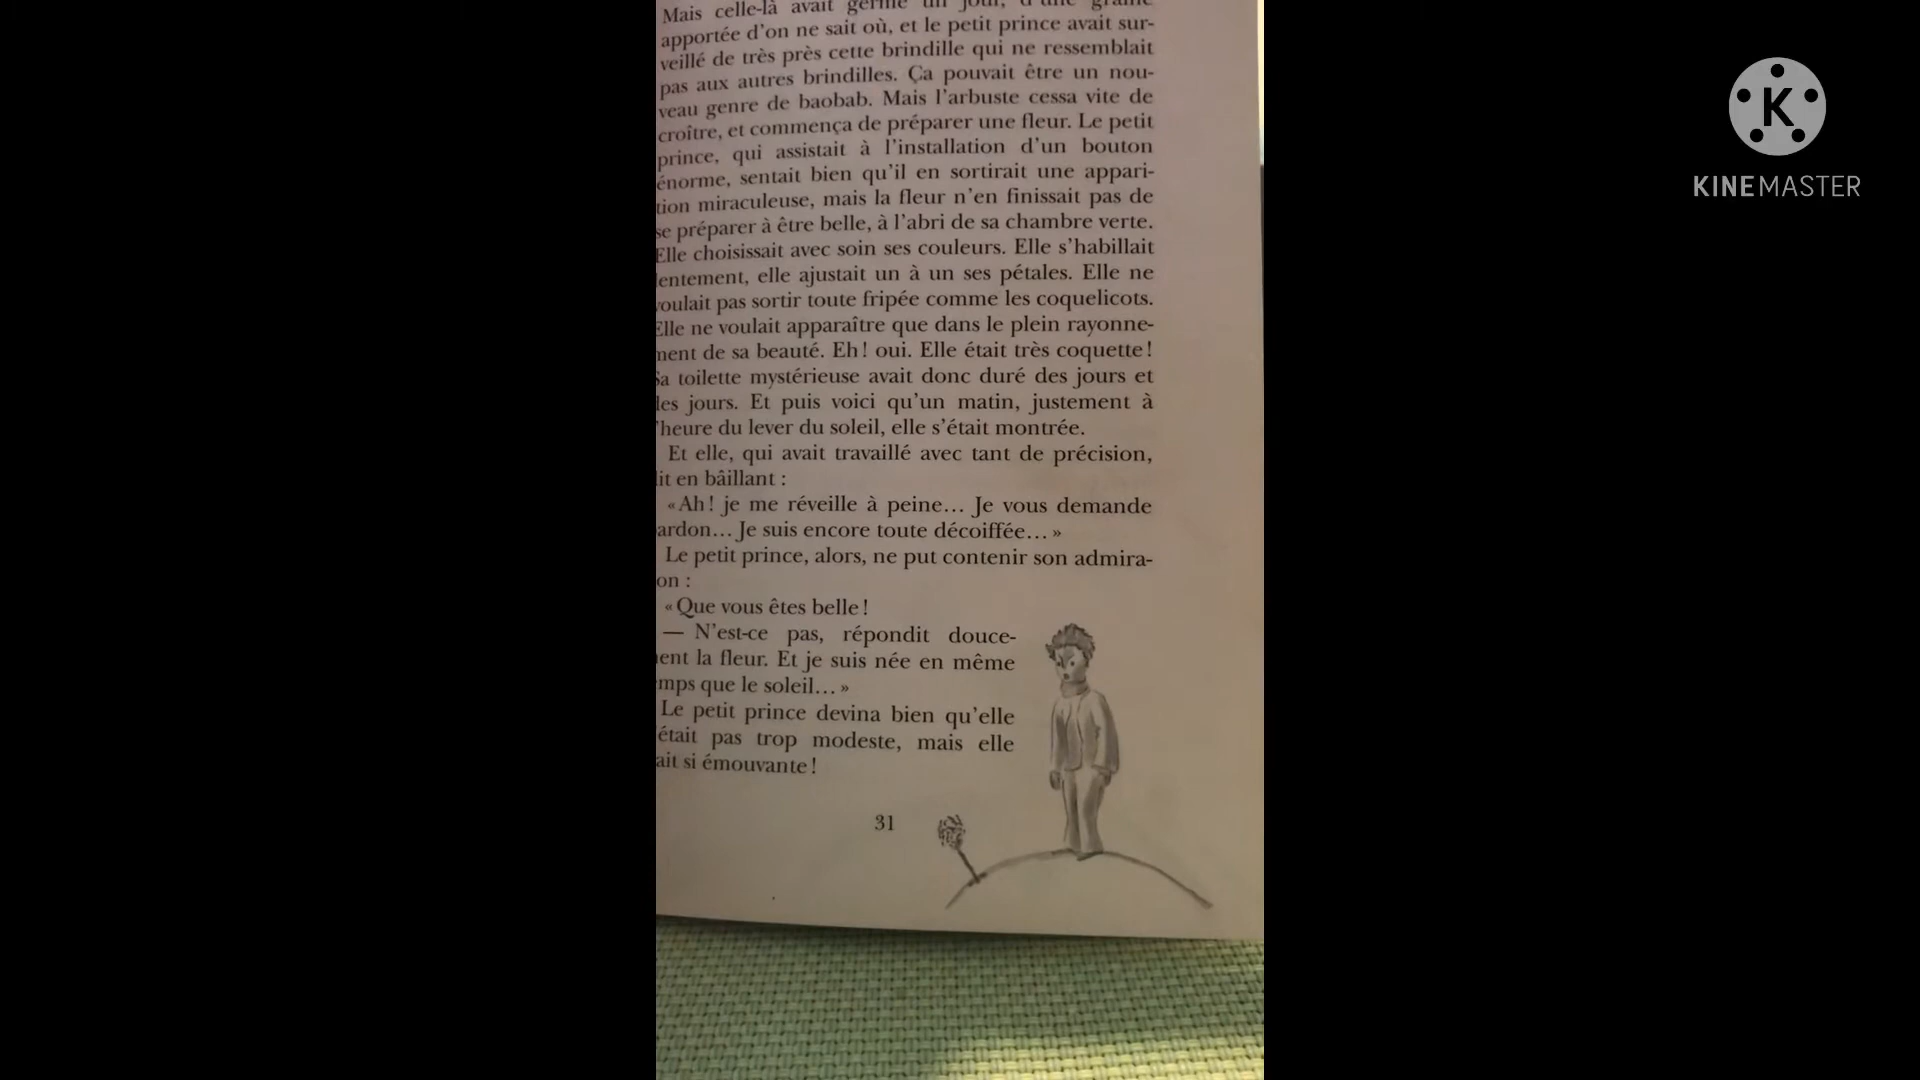 Mais celle-là avait germé un jour, d'une graine
apportée d'on ne sait où, et le petit prince avait sur-
veillé de très près cette brindille qui ne ressemblait
pas aux autres brindilles. Ça pouvait être un nou-
veau genre de baobab. Mais l'arbuste cessa vite de
croître, et commença de préparer une fleur. Le petit
prince, qui assistait à l'installation d'un bouton
énorme, sentait bien qu'il en sortirait une appari-
tion miraculeuse, mais la fleur n'en finissait pas de
se préparer à être belle, à l'abri de sa chambre verte.
Elle choisissait avec soin ses couleurs. Elle s'habillait
lentement, elle ajustait un à un ses pétales. Elle ne
voulait pas sortir toute fripée comme les coquelicots.
Elle ne voulait apparaître que dans le plein rayonne-
ment de sa beauté. Eh ! oui. Elle était très coquette !
Sa toilette mystérieuse avait donc duré des jours et
des jours. Et puis voici qu'un matin, justement à
l'heure du lever du soleil, elle s'était montrée.
Et elle, qui avait travaillé avec tant de précision,
it en bâillant :
« Ah ! je me réveille à peine... Je vous demande
ardon... Je suis encore toute décoiffée... »
Le petit prince, alors, ne put contenir son admira-
on :
« Que vous êtes belle !
— N'est-ce pas, répondit douce-
ent la fleur. Et je suis née en même
mps que le soleil... »
Le petit prince devina bien qu'elle
était pas trop modeste, mais elle
ait si émouvante !
31
K
KINEMASTER